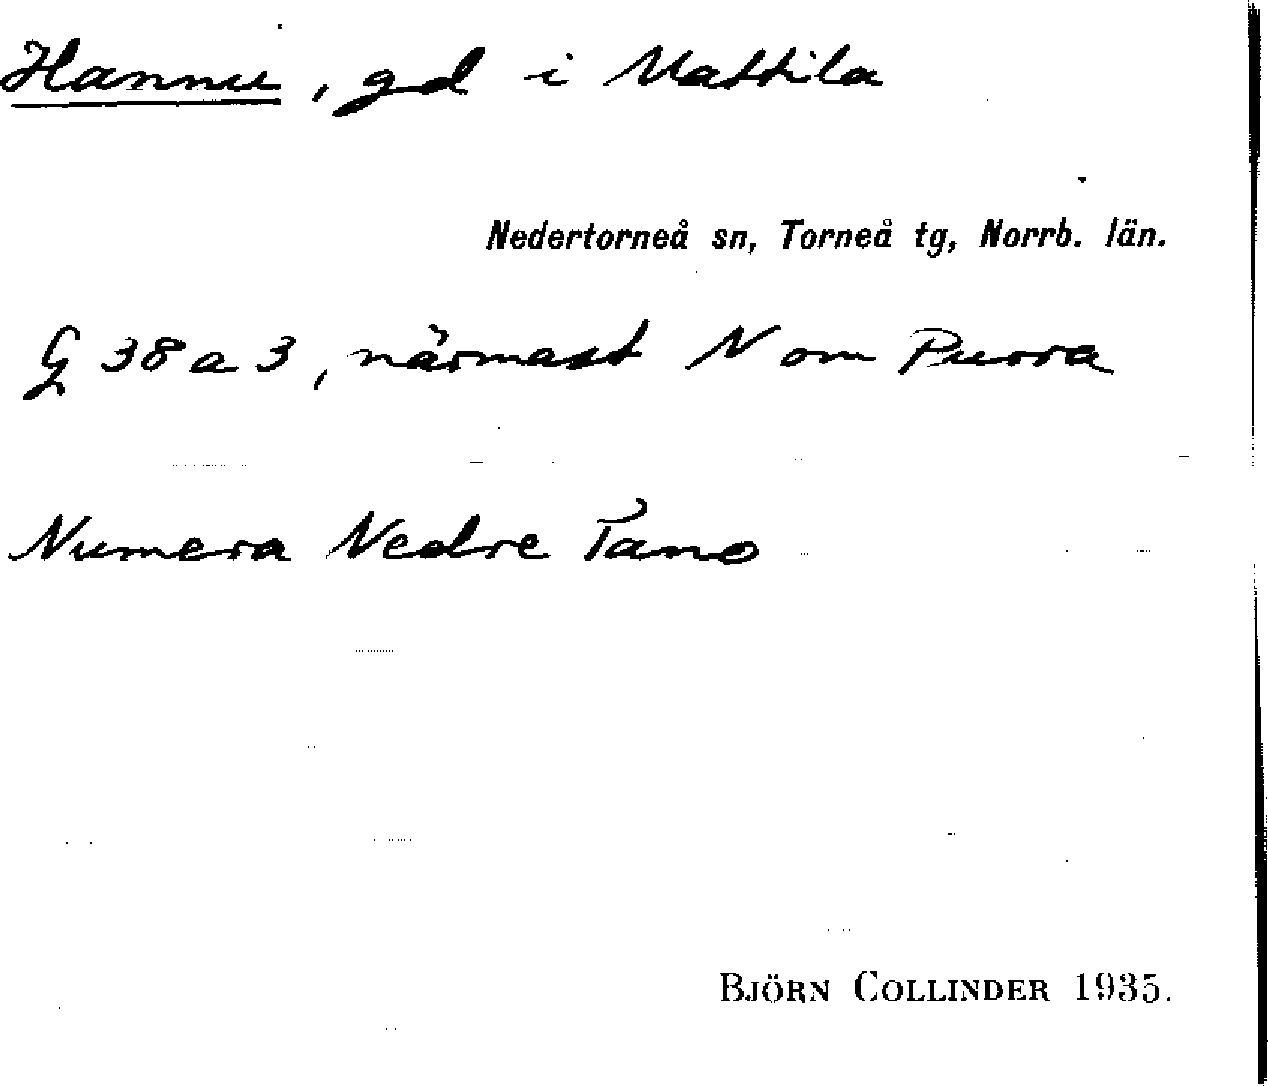 Hannu, gd i Mattila
Nedertorneå sn, Torneå tg, Norrb. län.
G 38 a 3, närmast N om Purra
Numera Nedre Tano
BJÖRN COLLINDER 1935.